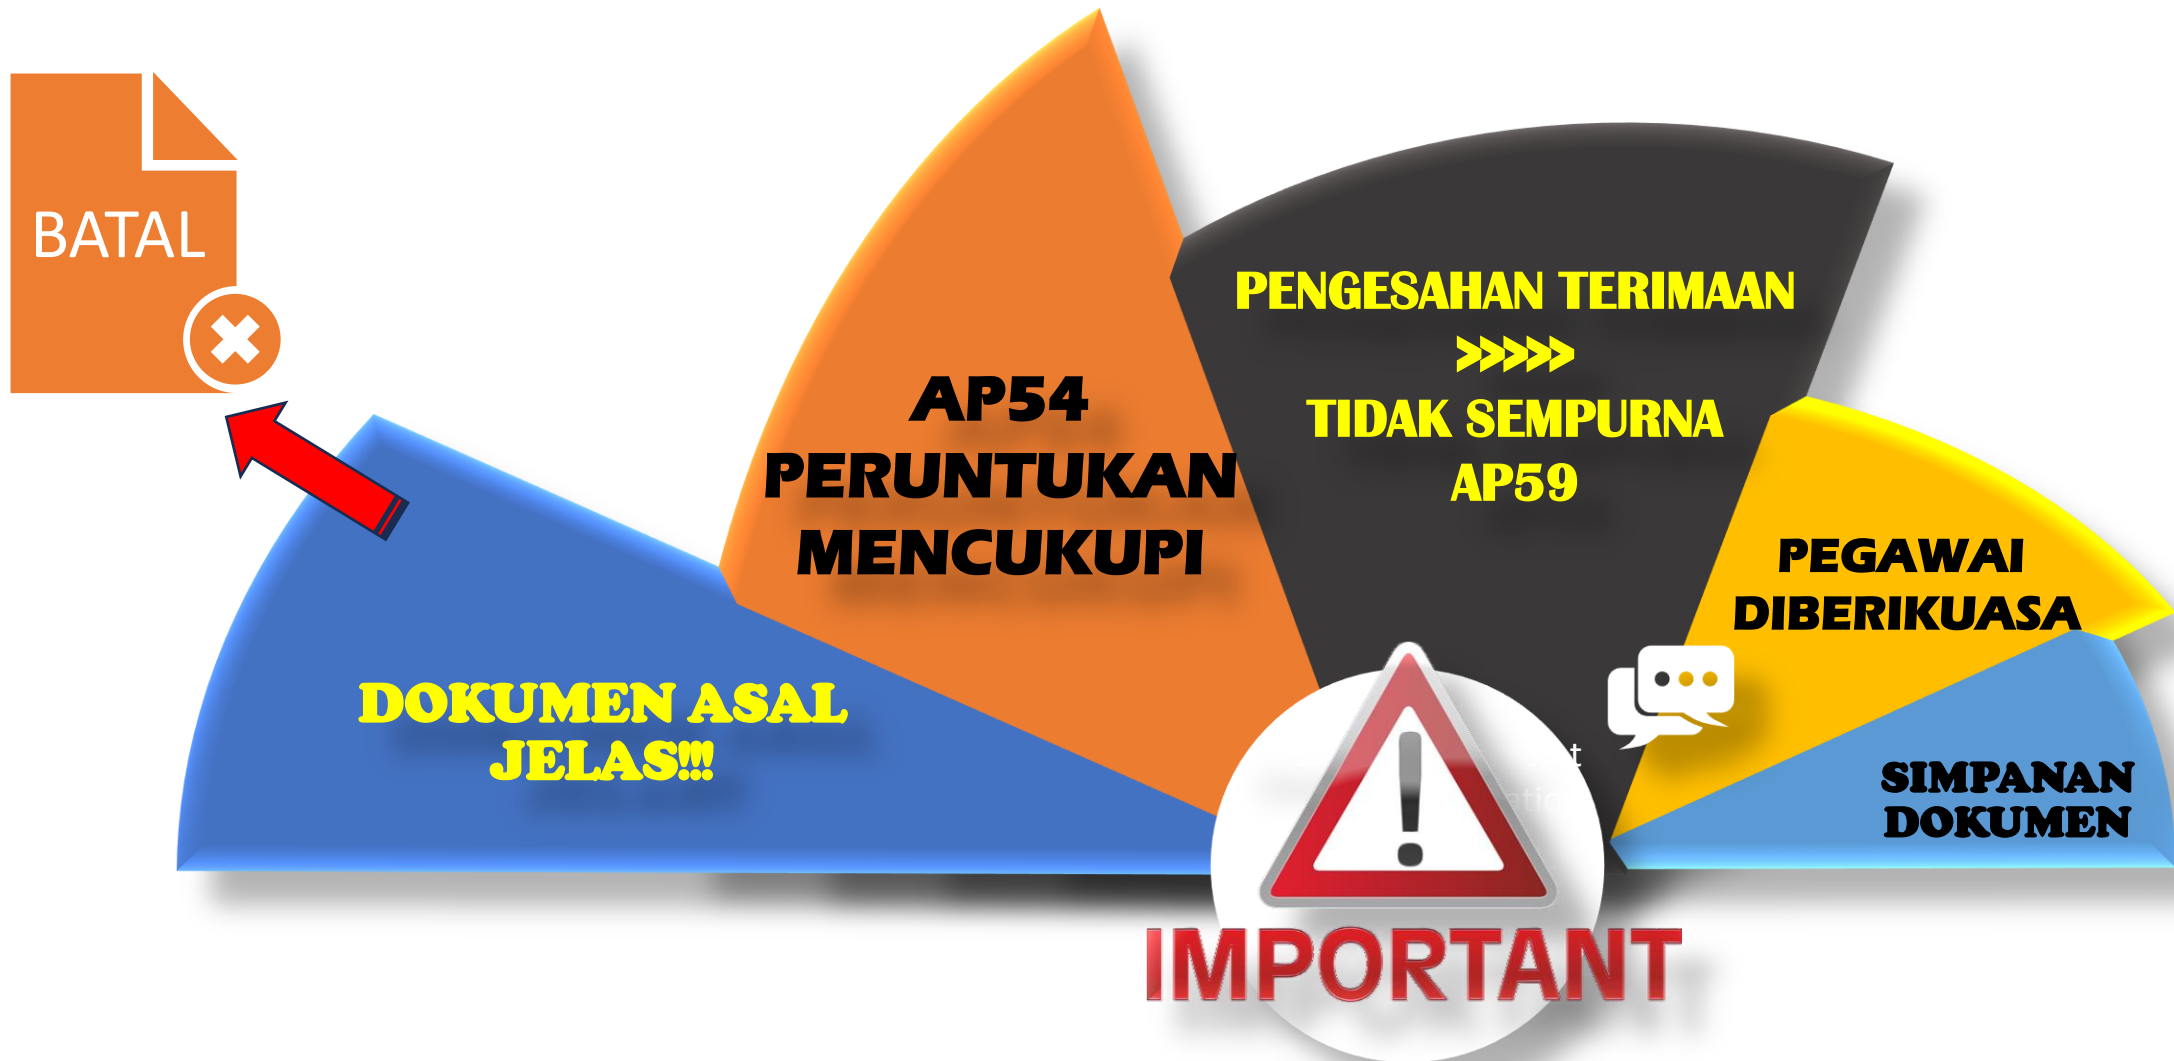 BATAL
DOKUMEN ASAL
JELAS!!!
AP54
PERUNTUKAN
MENCUKUPI
PENGESAHAN TERIMAAN
>>>>>
TIDAK SEMPURNA
AP59
PEGAWAI
DIBERIKUASA
SIMPANAN
DOKUMEN
IMPORTANT